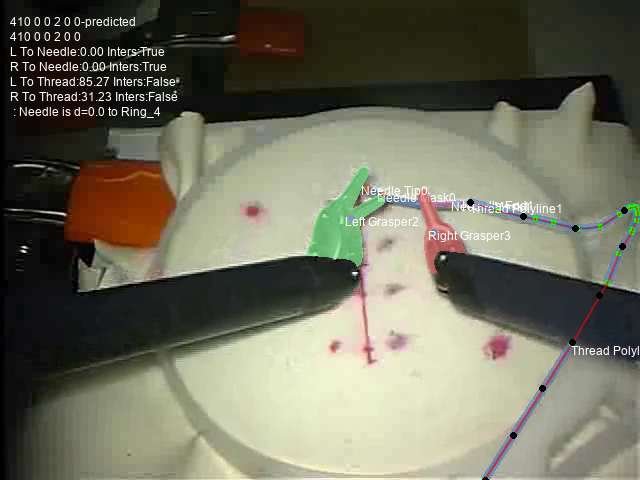 410 0 0 2 0 0-predicted
410 0 0 2 0 0
L To Needle:0.00 Inters:True
R To Needle:0.00 Inters:True
L To Thread:85.27 Inters:False
R To Thread:31.23 Inters:False
: Needle is d=0.0 to Ring_4
Needle Tip0
Thread Polyline1
Left Grasper2
Right Grasper3
Thread Polyl